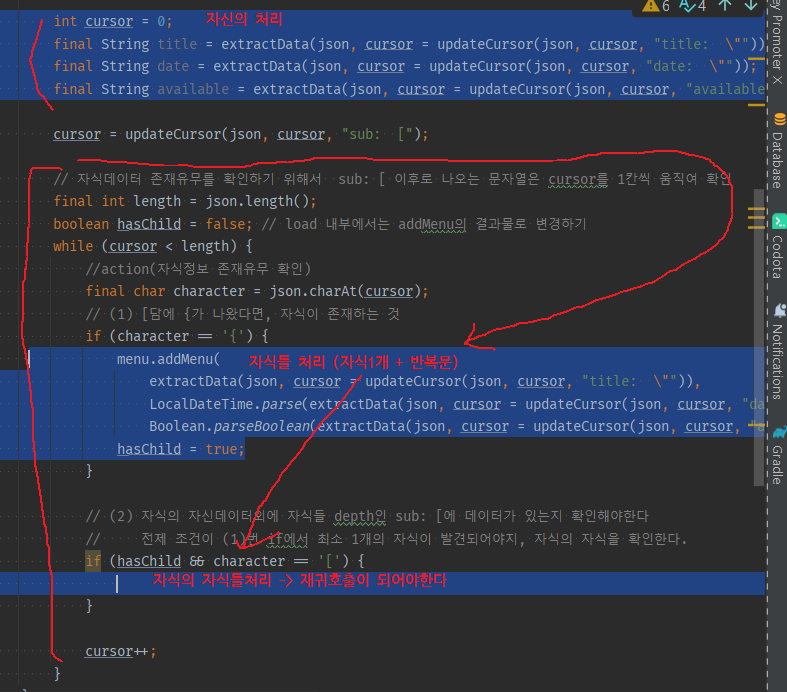 6 4
int cursor = 0; 자신의 처리
final String title = extractData(json, cursor = updateCursor(json, cursor, "title: \""))
final String date = extractData(json, cursor = updateCursor(json, cursor, "date: \""));
final String available = extractData(json, cursor = updateCursor(json, cursor, "available
cursor = updateCursor(json, cursor, "sub: [");
// 자식데이터 존재유무를 확인하기 위해서 sub: [ 이후로 나오는 문자열은 cursor를 1칸씩 움직여 확인
final int length = json.length();
boolean hasChild = false; // load 내부에서는 addMenu의 결과물로 변경하기
while (cursor < length) {
//action(자식정보 존재유무 확인)
final char character = json.charAt(cursor);
// (1) [담에 {가 나왔다면, 자식이 존재하는 것
if (character == '{') {
menu.addMenu( 자식들 처리 (자식1개 + 반복문)
extractData(json, cursor = updateCursor(json, cursor, "title: \"")),
LocalDateTime.parse(extractData(json, cursor = updateCursor(json, cursor, "da
Boolean.parseBoolean(extractData(json, cursor = updateCursor(json, cursor, "a
hasChild = true;
}
// (2) 자식의 자신데이터외에 자식들 depth인 sub: [에 데이터가 있는지 확인해야한다
// 전제 조건이 (1)번 if에서 최소 1개의 자식이 발견되어야지, 자식의 자식을 확인한다.
if (hasChild && character == '[') {
자식의 자식들처리 -> 재귀호출이 되어야한다
}
cursor++;
}
ey Promoter X
Database
Codota
Notifications
Gradle